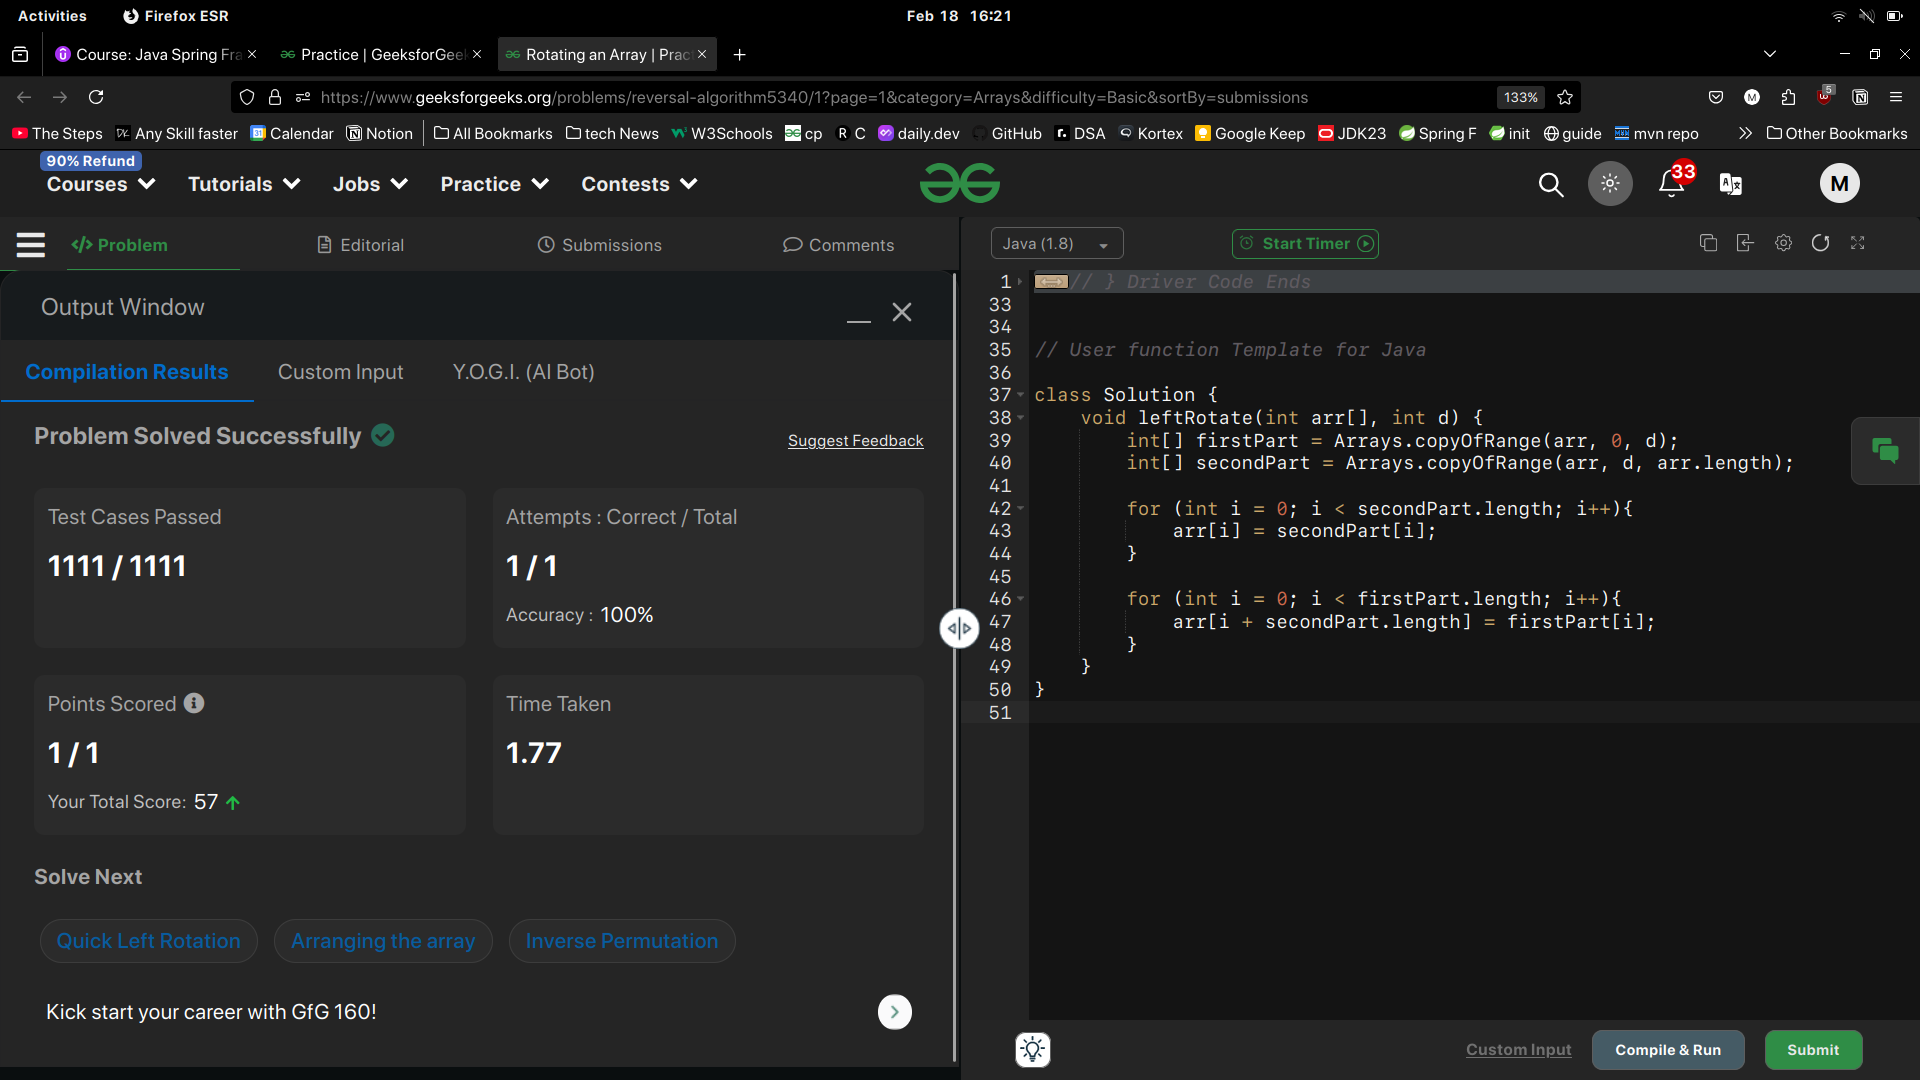 Activities Firefox ESR Feb 18 16:21
Course: Java Spring Fra Practice | GeeksforGeek Rotating an Array | Pract
https://www.geeksforgeeks.org/problems/reversal-algorithm5340/1?page=1&category=Arrays&difficulty=Basic&sortBy=submissions 133% M 5
The Steps Any Skill faster Calendar Notion All Bookmarks tech News W3Schools cp R C daily.dev GitHub DSA Kortex Google Keep JDK23 Spring F init guide mvn repo Other Bookmarks
90% Refund
Courses Tutorials Jobs Practice Contests 33 M
Problem Editorial Submissions Comments
Java (1.8) Start Timer
Output Window
Compilation Results Custom Input Y.O.G.I. (AI Bot)
Problem Solved Successfully
Suggest Feedback
Test Cases Passed
1111 / 1111
Attempts : Correct / Total
1 / 1
Accuracy : 100%
Points Scored
1 / 1
Your Total Score: 57
Time Taken
1.77
Solve Next
Quick Left Rotation Arranging the array Inverse Permutation
Kick start your career with GfG 160!
1 // } Driver Code Ends
33
34
35 // User function Template for Java
36
37 class Solution {
38 void leftRotate(int arr[], int d) {
39 int[] firstPart = Arrays.copyOfRange(arr, 0, d);
40 int[] secondPart = Arrays.copyOfRange(arr, d, arr.length);
41
42 for (int i = 0; i < secondPart.length; i++){
43 arr[i] = secondPart[i];
44 }
45
46 for (int i = 0; i < firstPart.length; i++){
47 arr[i + secondPart.length] = firstPart[i];
48 }
49 }
50 }
51
Custom Input Compile & Run Submit